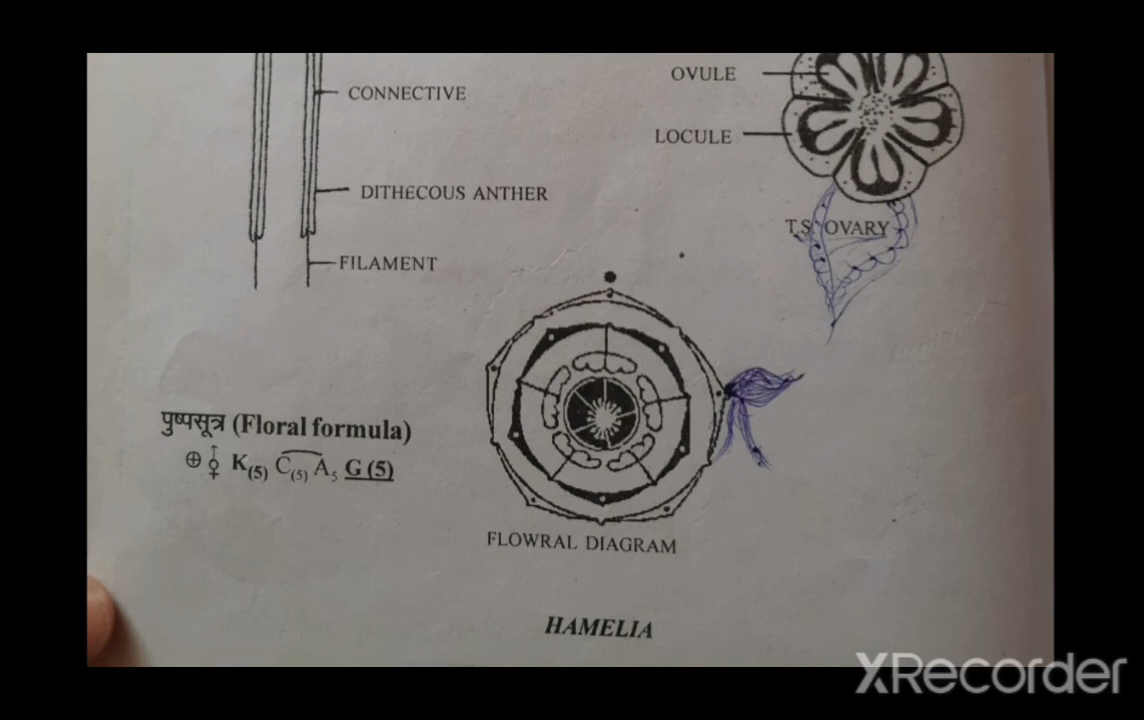 OVULE
CONNECTIVE
LOCULE
DITHECOUS ANTHER
T.S. OVARY
FILAMENT
पुष्पसूत्र (Floral formula)
⊕ ⚥ K(5) C(5) A5 G (5)
FLOWRAL DIAGRAM
HAMELIA
XRecorder